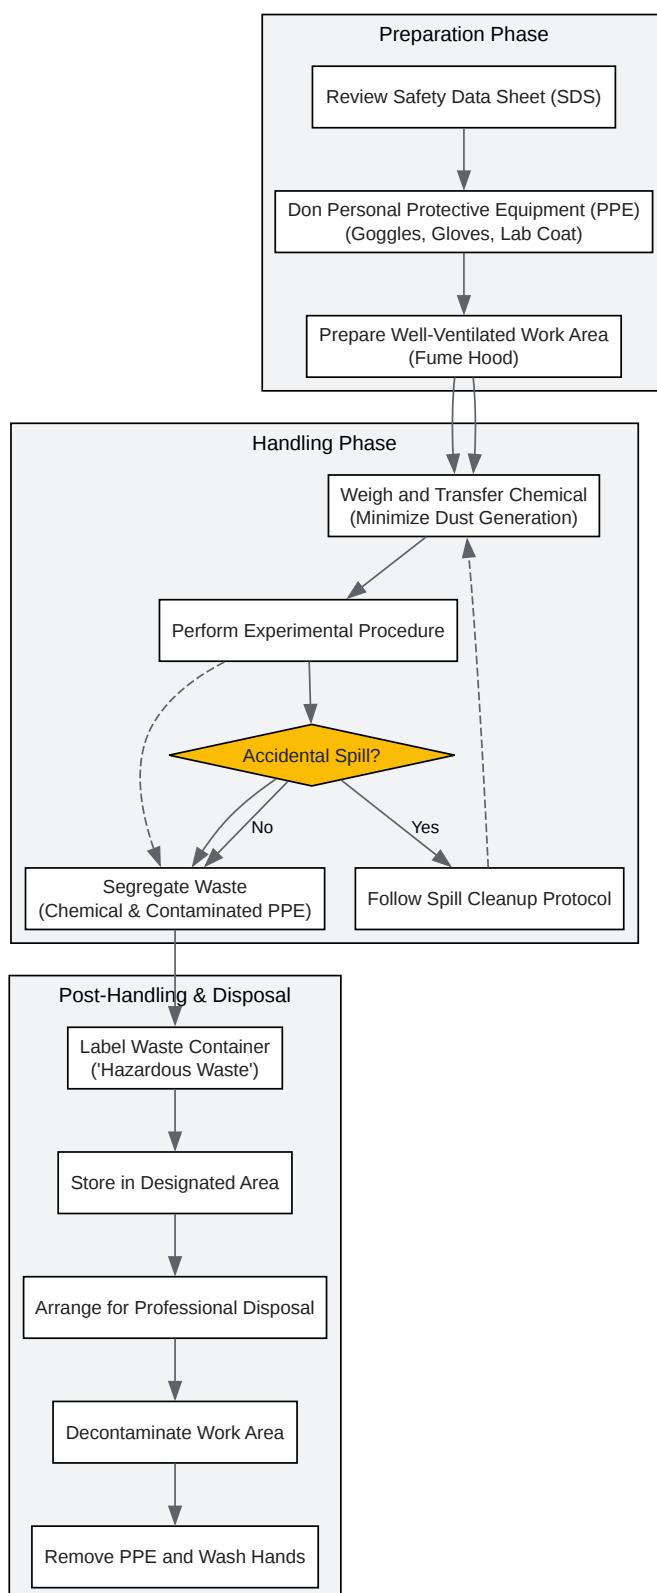 Preparation Phase
Review Safety Data Sheet (SDS)
Don Personal Protective Equipment (PPE)
(Goggles, Gloves, Lab Coat)
Prepare Well-Ventilated Work Area
(Fume Hood)
Handling Phase
Weigh and Transfer Chemical
(Minimize Dust Generation)
Perform Experimental Procedure
Accidental Spill?
No
Yes
Segregate Waste
(Chemical & Contaminated PPE)
Follow Spill Cleanup Protocol
Post-Handling & Disposal
Label Waste Container
('Hazardous Waste')
Store in Designated Area
Arrange for Professional Disposal
Decontaminate Work Area
Remove PPE and Wash Hands